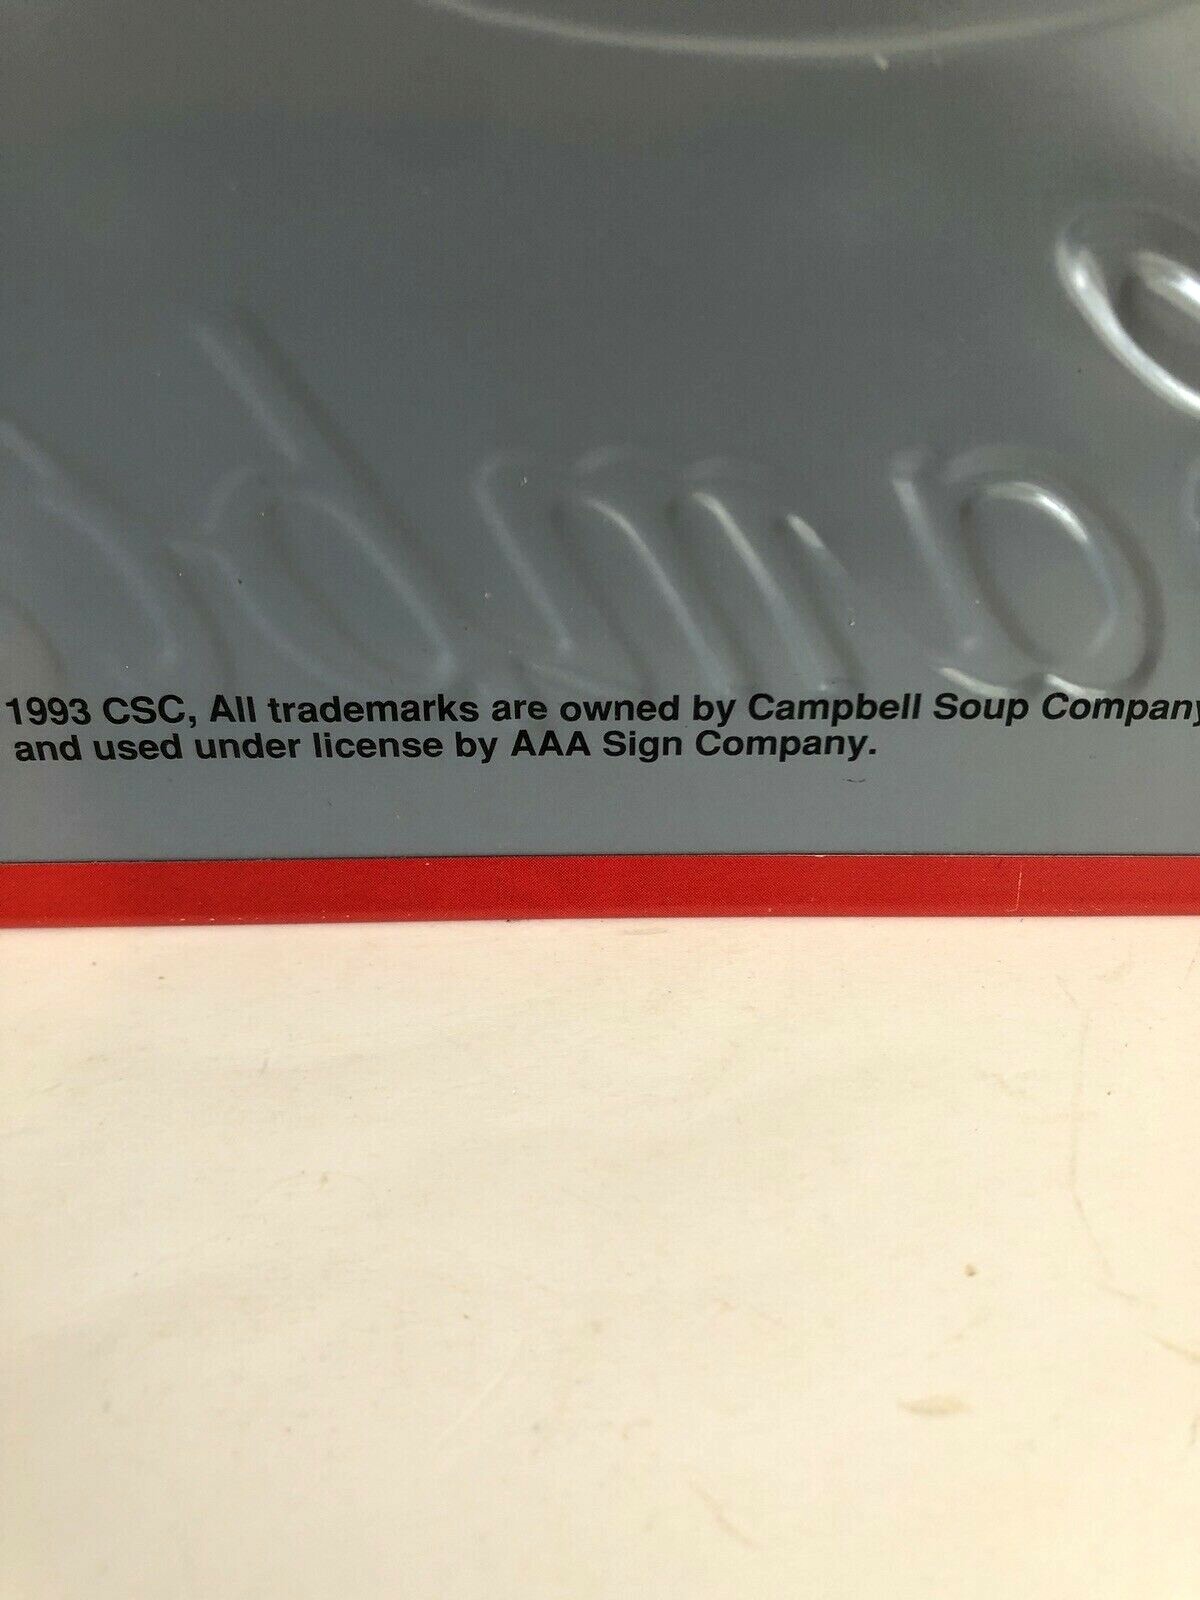 1993 CSC, All trademarks are owned by Campbell Soup Company
and used under license by AAA Sign Company.